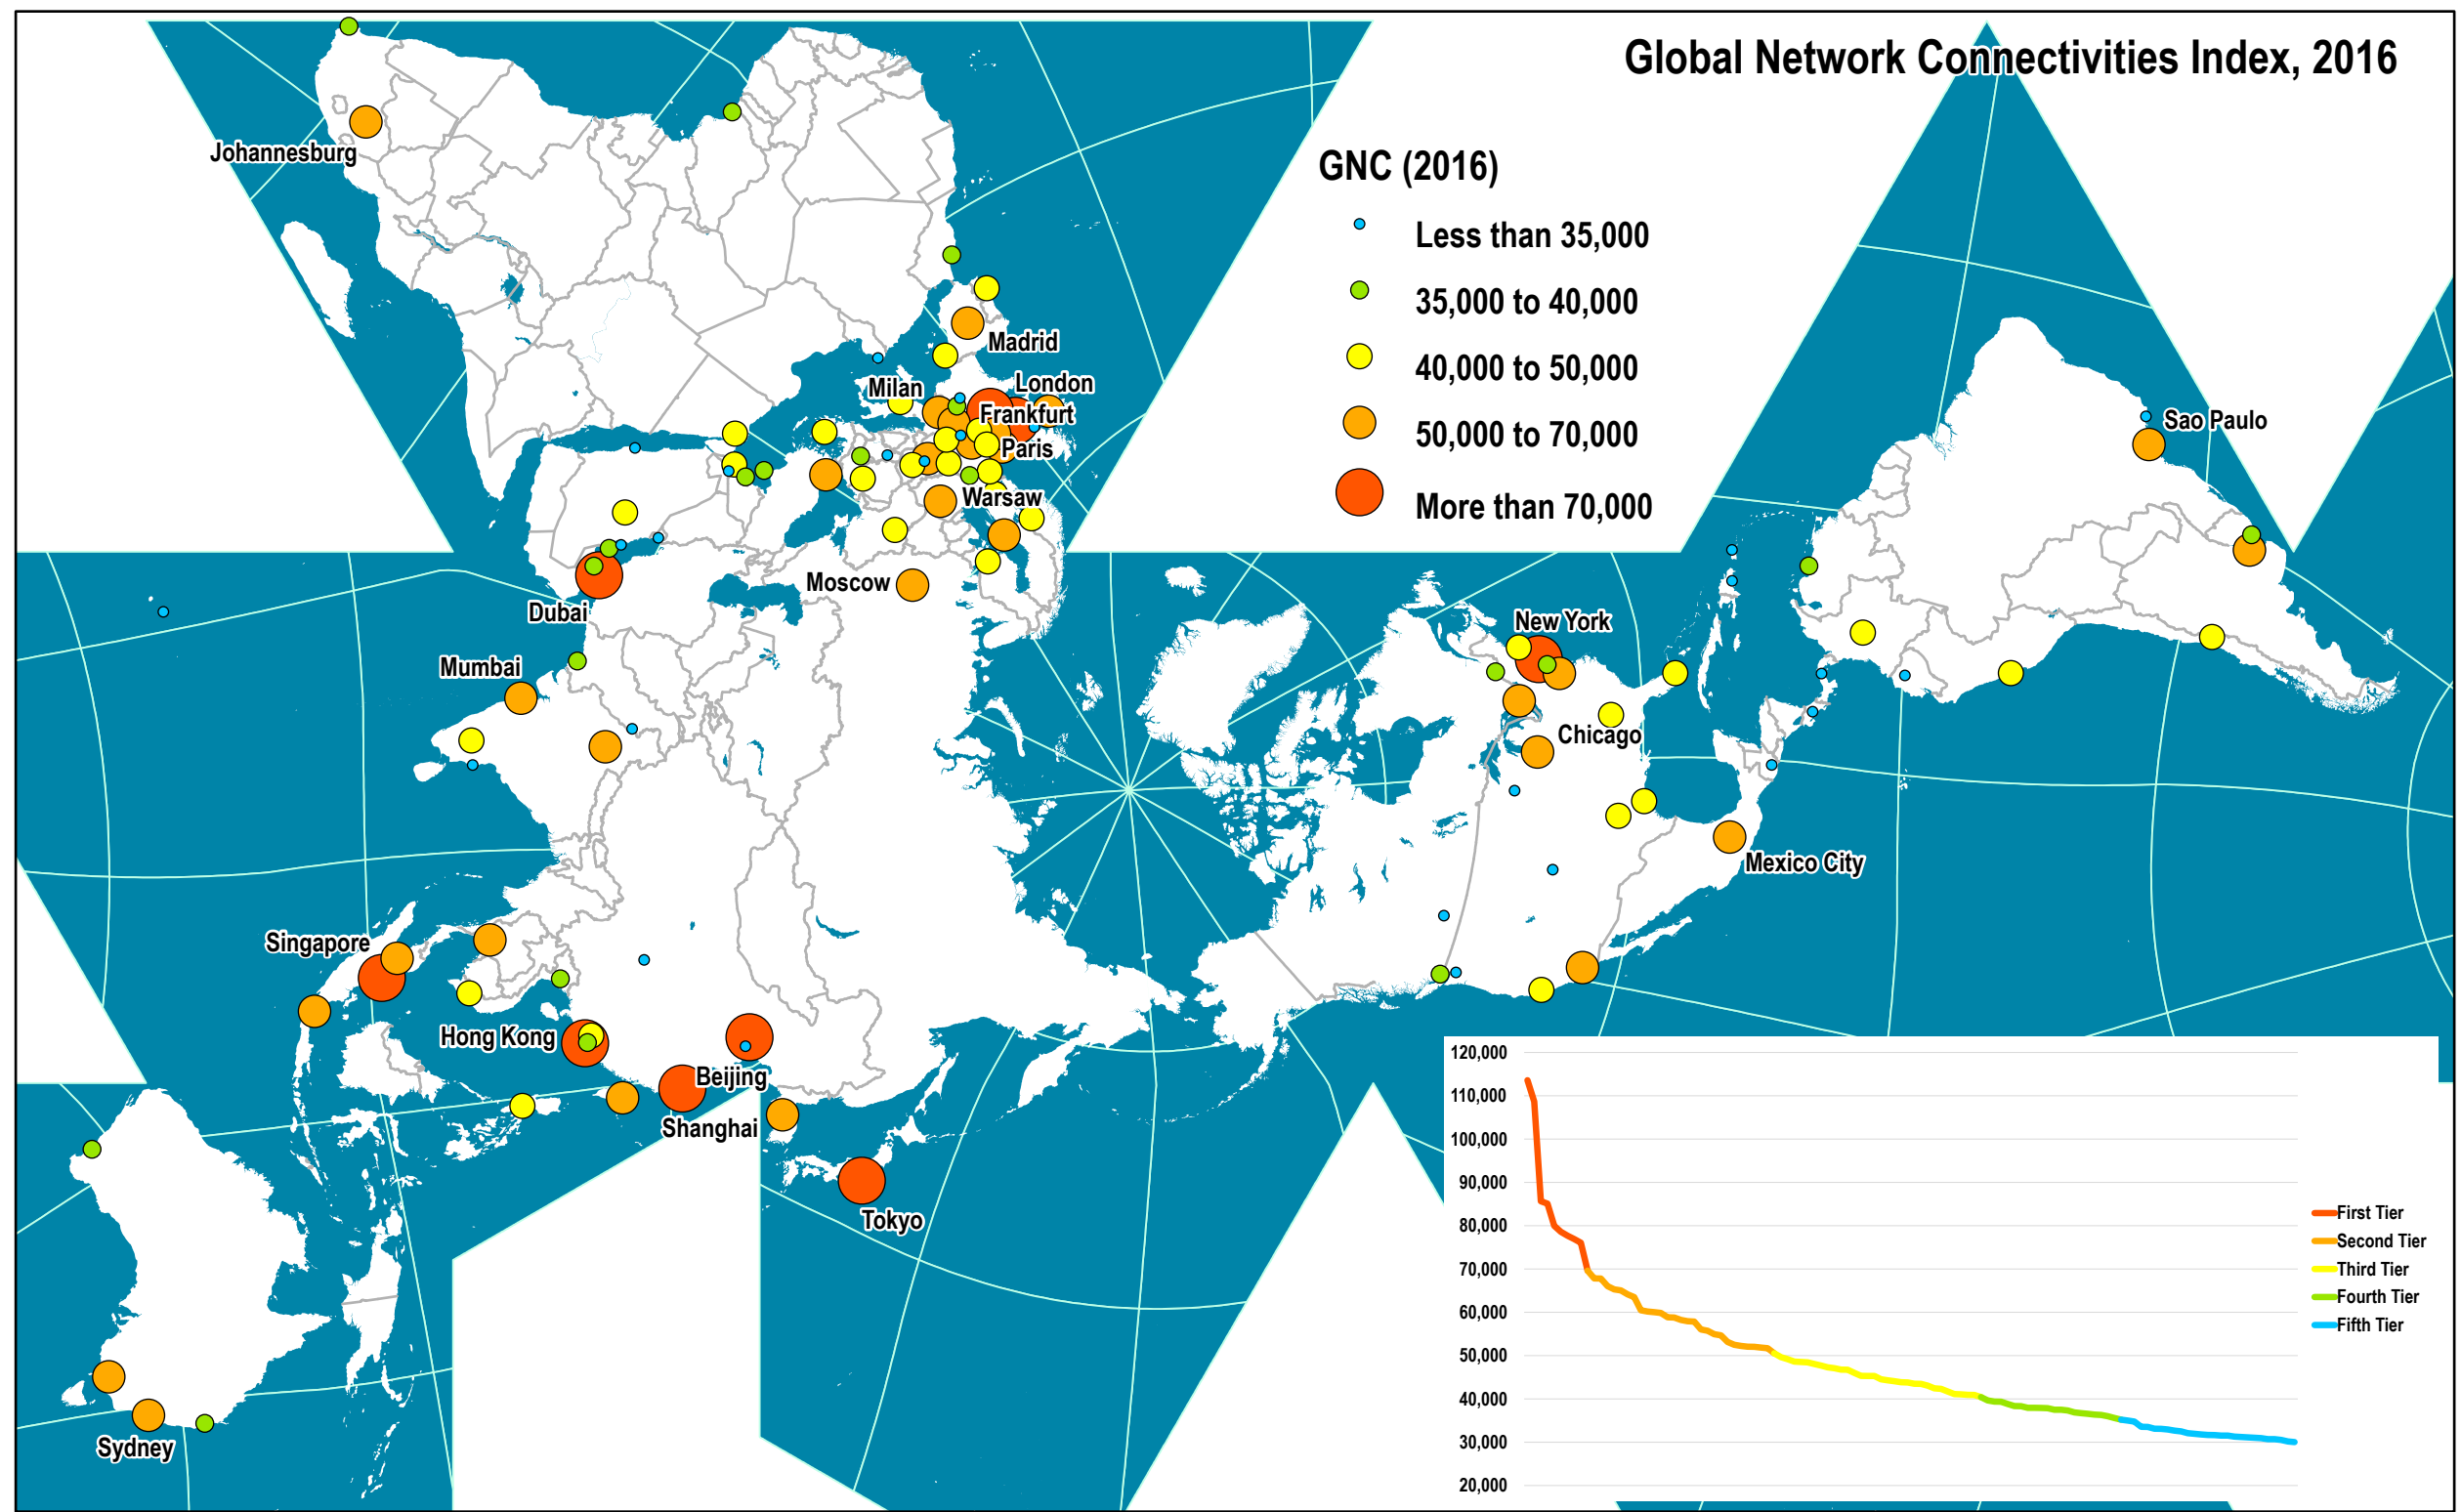 Global Network Connectivities Index, 2016
GNC (2016)
Less than 35,000
35,000 to 40,000
40,000 to 50,000
50,000 to 70,000
More than 70,000
Johannesburg
Madrid
Milan
London
Frankfurt
Paris
Warsaw
Moscow
Dubai
Mumbai
Singapore
Hong Kong
Beijing
Shanghai
Tokyo
Sydney
Sao Paulo
New York
Chicago
Mexico City
120,000
110,000
100,000
90,000
80,000
70,000
60,000
50,000
40,000
30,000
20,000
First Tier
Second Tier
Third Tier
Fourth Tier
Fifth Tier